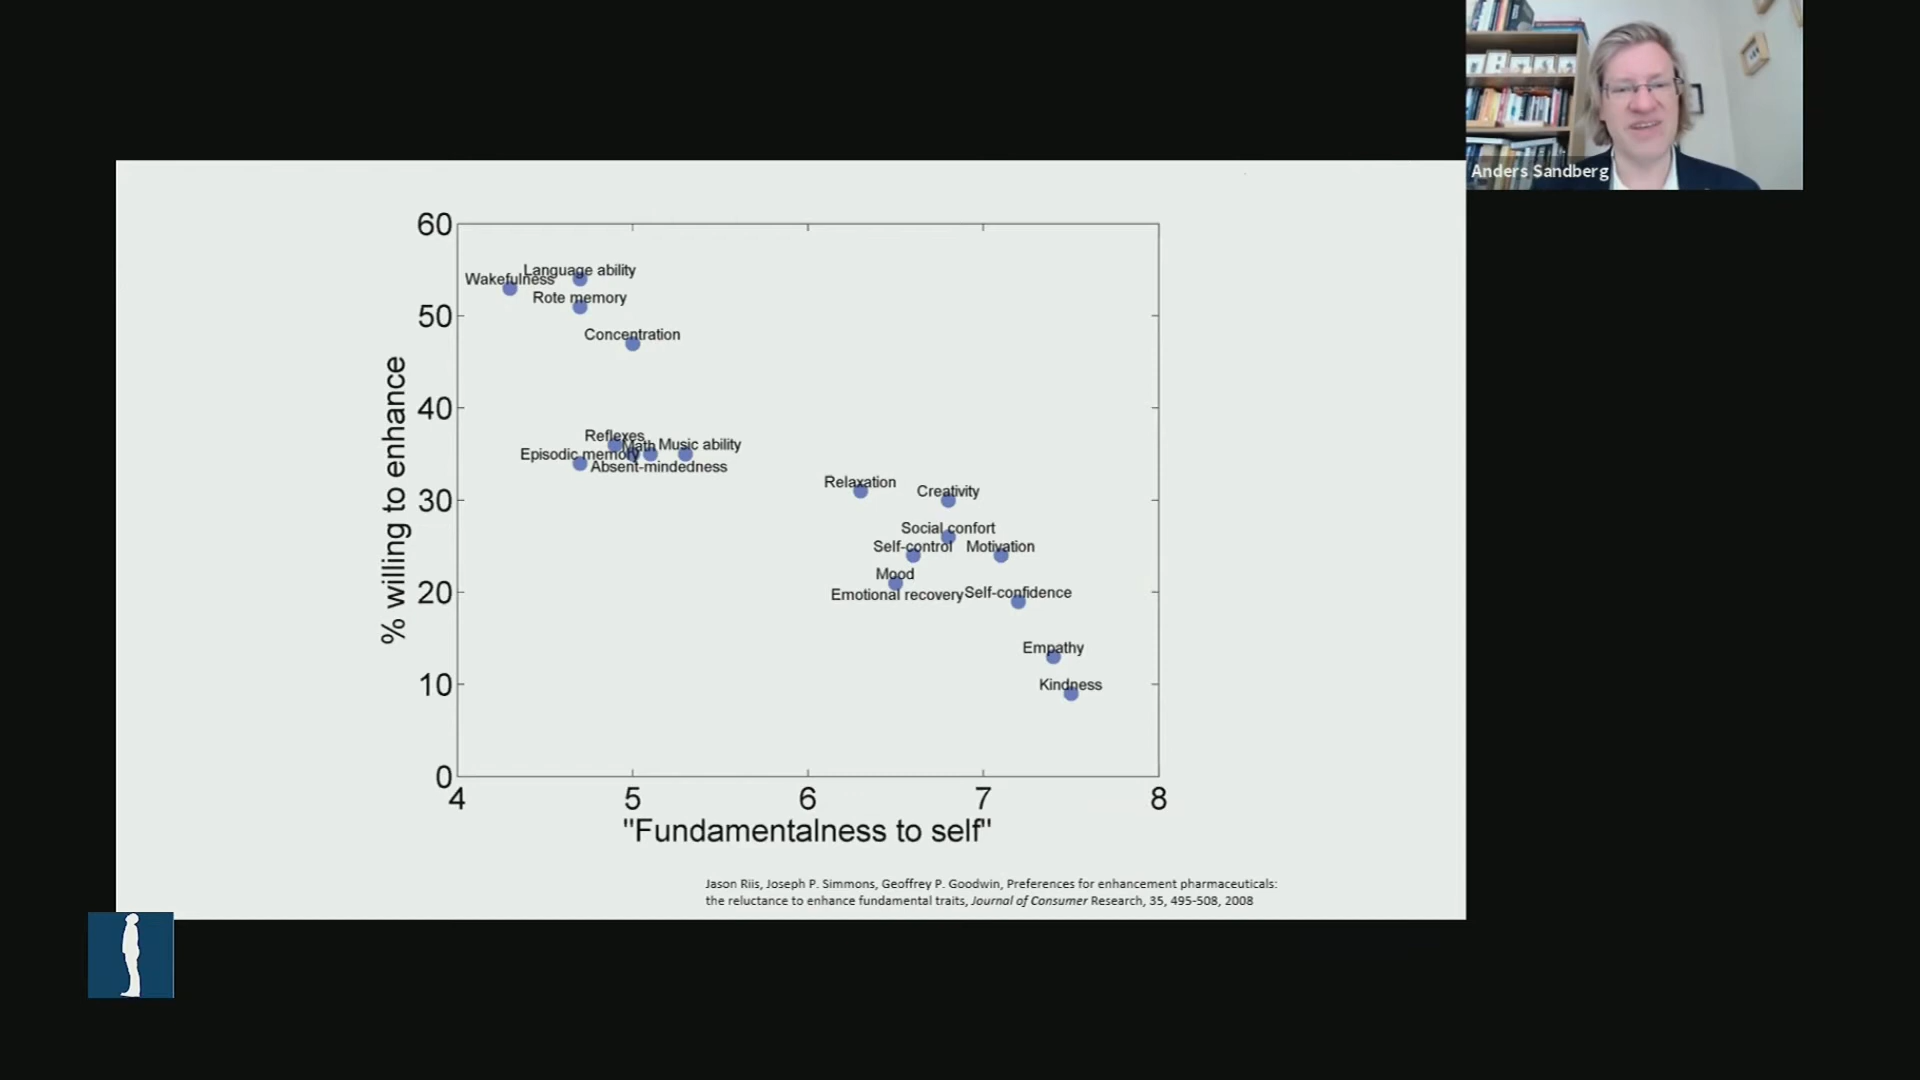 Anders Sandberg
60
50
40
30
20
10
0
% willing to enhance
Language ability
Wakefulness
Rote memory
Concentration
Reflexes
Math
Music ability
Episodic memory
Absent-mindedness
Relaxation
Creativity
Social confort
Self-control
Motivation
Mood
Emotional recovery
Self-confidence
Empathy
Kindness
4 5 6 7 8
"Fundamentalness to self"
Jason Riis, Joseph P. Simmons, Geoffrey P. Goodwin, Preferences for enhancement pharmaceuticals:
the reluctance to enhance fundamental traits, Journal of Consumer Research, 35, 495-508, 2008